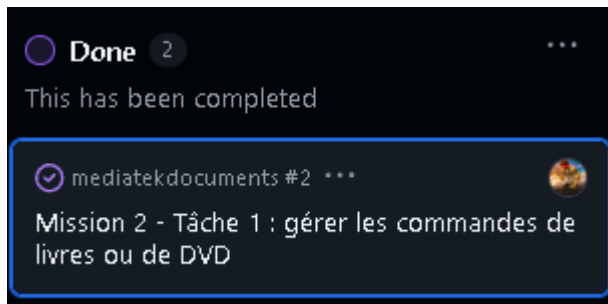 Done 2 ...
This has been completed
mediatekdocuments #2 ...
Mission 2 - Tâche 1 : gérer les commandes de
livres ou de DVD